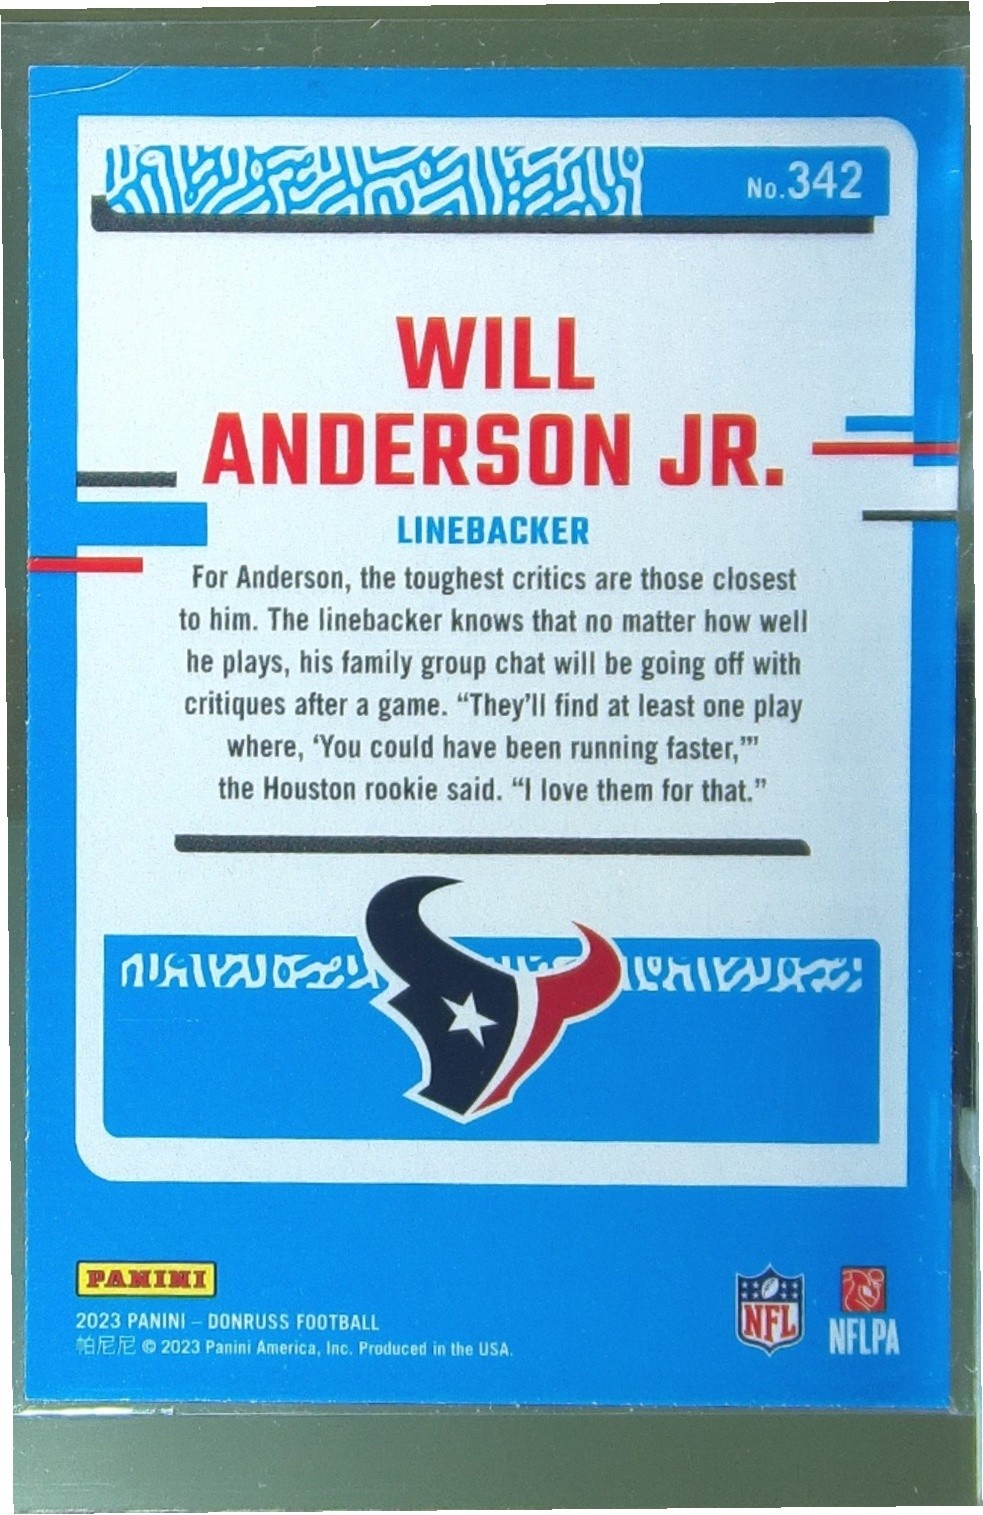 No.342
WILL
ANDERSON JR.
LINEBACKER
For Anderson, the toughest critics are those closest
to him. The linebacker knows that no matter how well
he plays, his family group chat will be going off with
critiques after a game. “They’ll find at least one play
where, ‘You could have been running faster,’”
the Houston rookie said. “I love them for that.”
PANINI
2023 PANINI – DONRUSS FOOTBALL
帕尼尼 © 2023 Panini America, Inc. Produced in the USA.
NFL
NFLPA